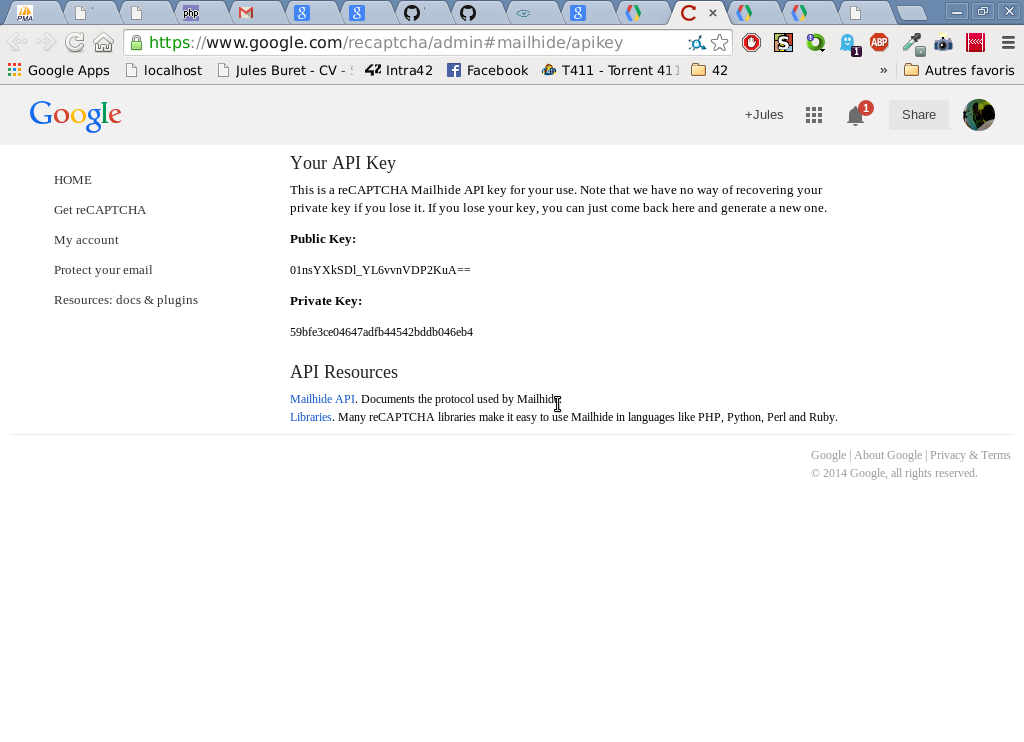 PMA
php
https://www.google.com/recaptcha/admin#mailhide/apikey
1
ABP
Google Apps localhost Jules Buret - CV - Intra42 Facebook T411 - Torrent 411 42 » Autres favoris
Google +Jules 1 Share
HOME
Get reCAPTCHA
My account
Protect your email
Resources: docs & plugins
Your API Key
This is a reCAPTCHA Mailhide API key for your use. Note that we have no way of recovering your
private key if you lose it. If you lose your key, you can just come back here and generate a new one.
Public Key:
01nsYXkSDl_YL6vvnVDP2KuA==
Private Key:
59bfe3ce04647adfb44542bddb046eb4
API Resources
Mailhide API. Documents the protocol used by Mailhide.
Libraries. Many reCAPTCHA libraries make it easy to use Mailhide in languages like PHP, Python, Perl and Ruby.
Google | About Google | Privacy & Terms
© 2014 Google, all rights reserved.